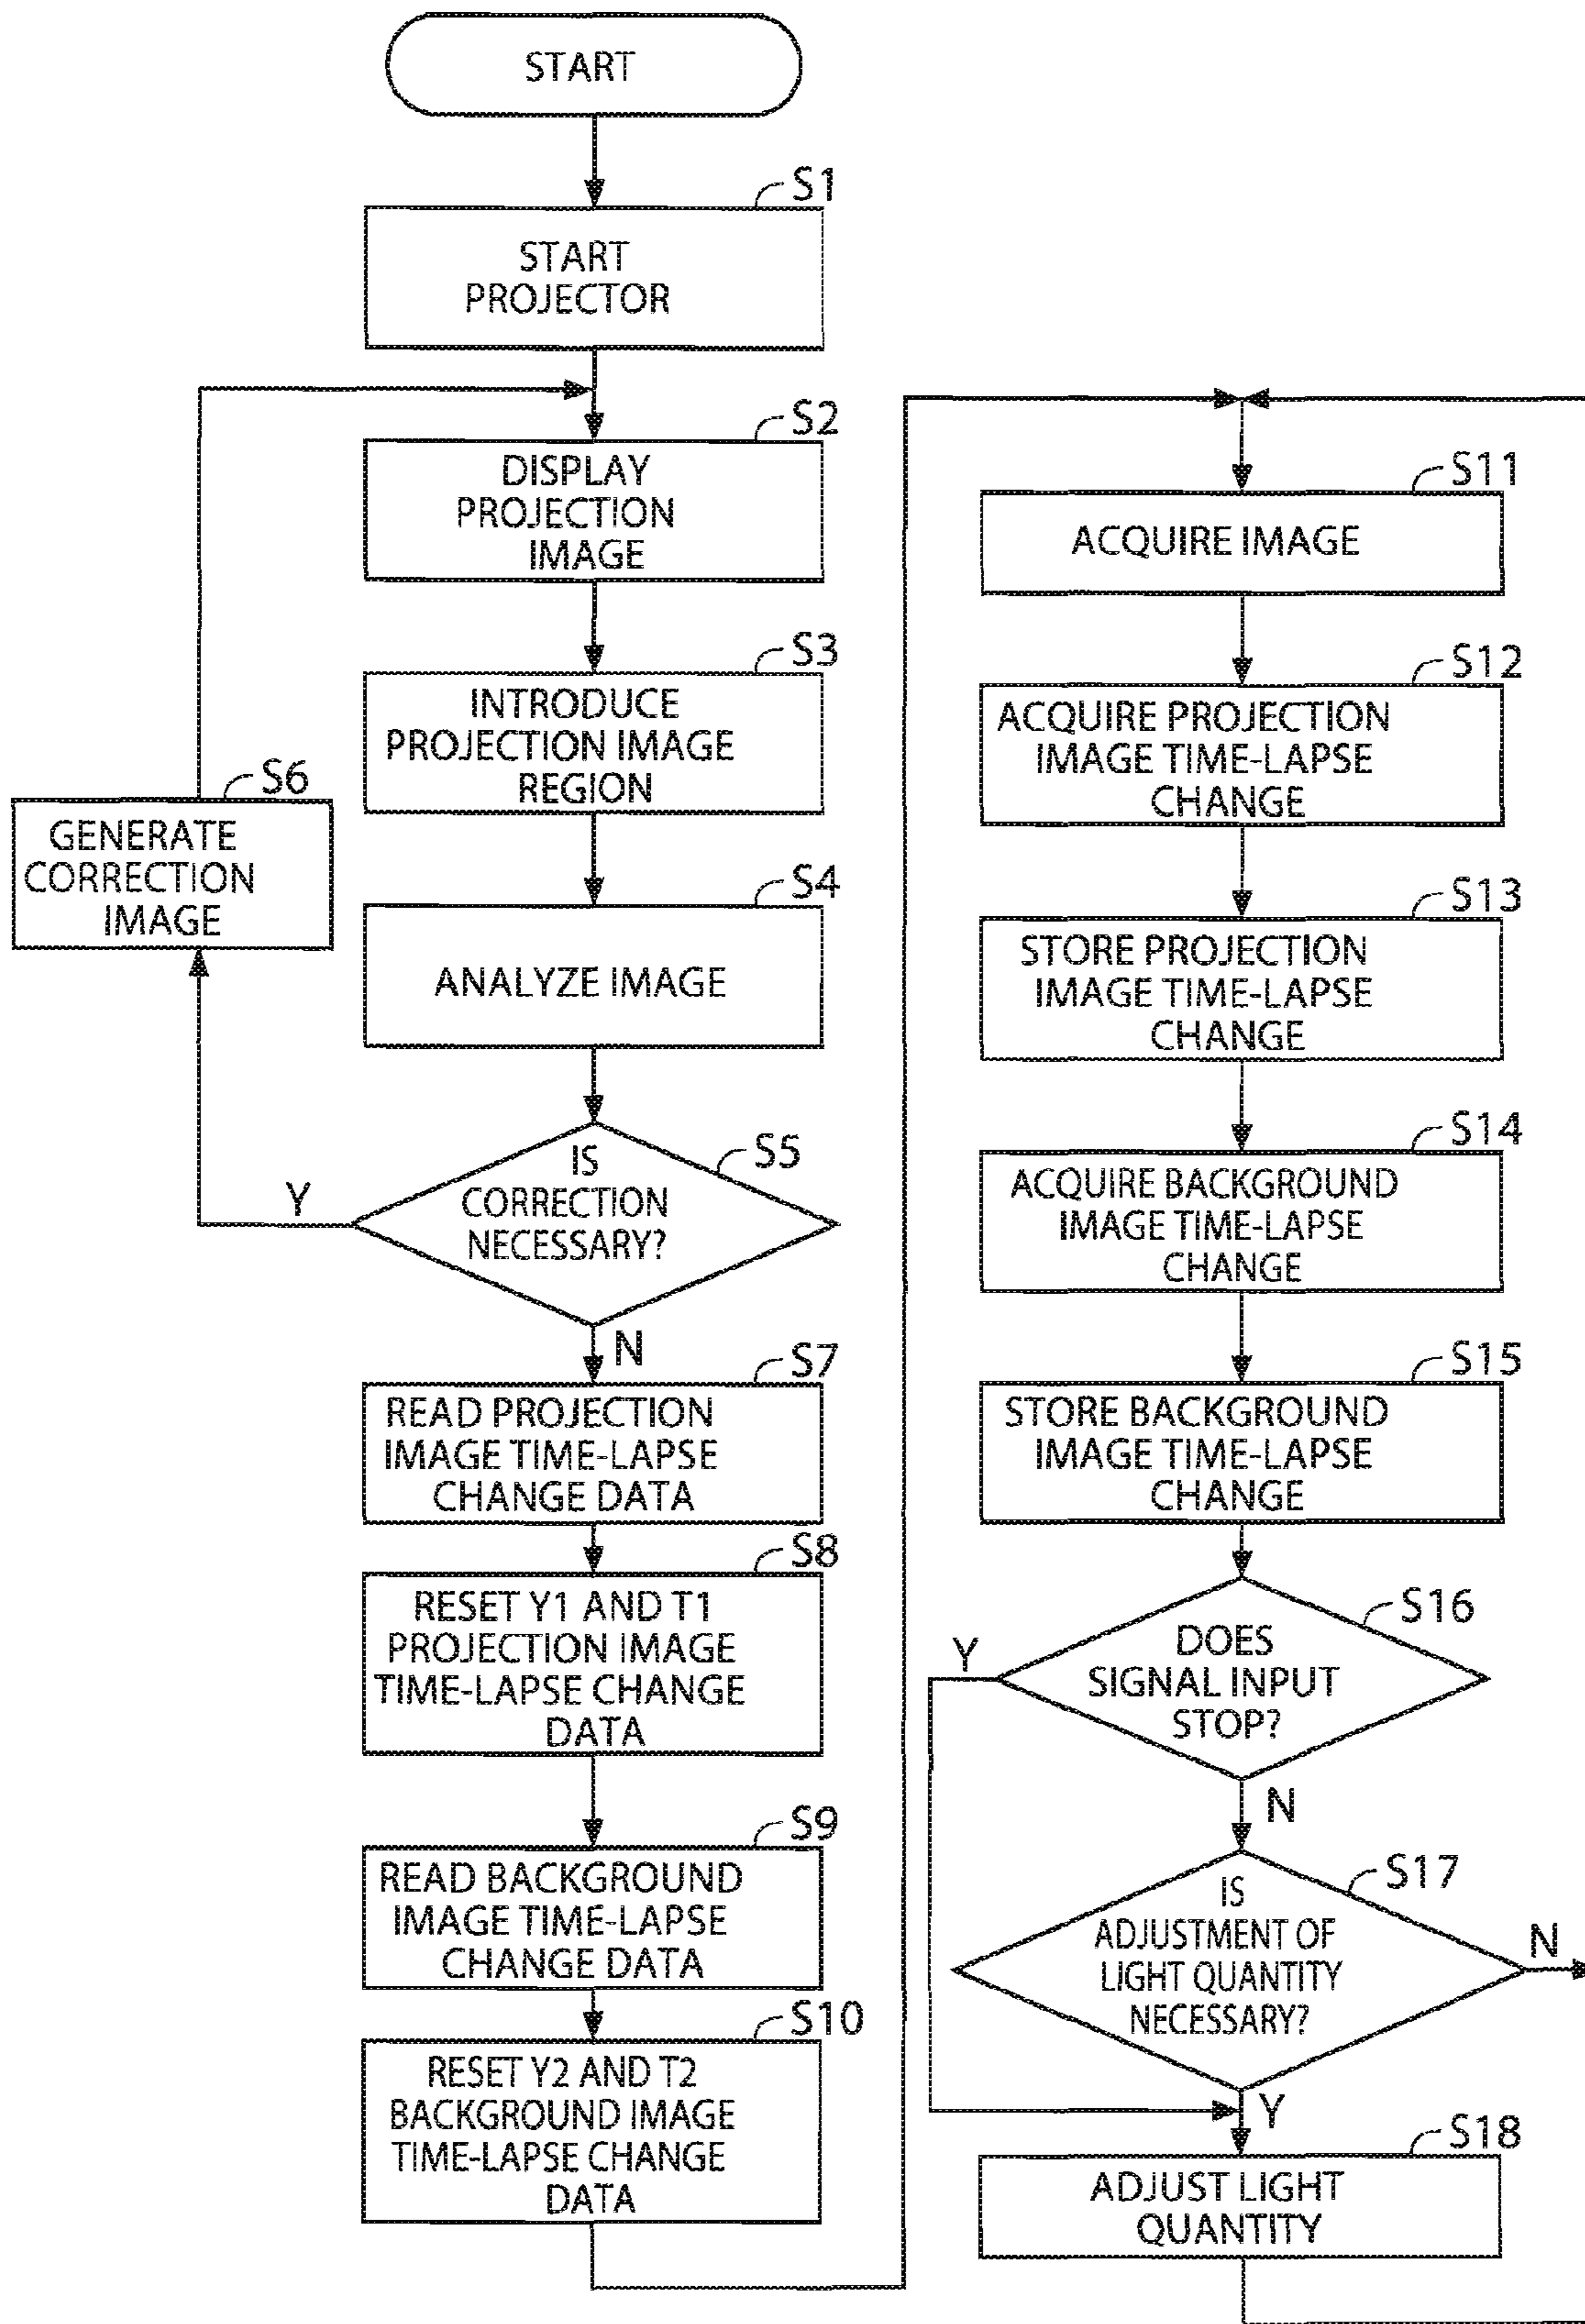 START
S1
START
PROJECTOR
S2
DISPLAY
PROJECTION
IMAGE
S3
INTRODUCE
PROJECTION IMAGE
REGION
S4
ANALYZE IMAGE
S5
IS
CORRECTION
NECESSARY?
Y
N
S6
GENERATE
CORRECTION
IMAGE
S7
READ PROJECTION
IMAGE TIME-LAPSE
CHANGE DATA
S8
RESET Y1 AND T1
PROJECTION IMAGE
TIME-LAPSE CHANGE
DATA
S9
READ BACKGROUND
IMAGE TIME-LAPSE
CHANGE DATA
S10
RESET Y2 AND T2
BACKGROUND IMAGE
TIME-LAPSE CHANGE
DATA
S11
ACQUIRE IMAGE
S12
ACQUIRE PROJECTION
IMAGE TIME-LAPSE
CHANGE
S13
STORE PROJECTION
IMAGE TIME-LAPSE
CHANGE
S14
ACQUIRE BACKGROUND
IMAGE TIME-LAPSE
CHANGE
S15
STORE BACKGROUND
IMAGE TIME-LAPSE
CHANGE
S16
DOES
SIGNAL INPUT
STOP?
Y
N
S17
IS
ADJUSTMENT OF
LIGHT QUANTITY
NECESSARY?
N
Y
S18
ADJUST LIGHT
QUANTITY